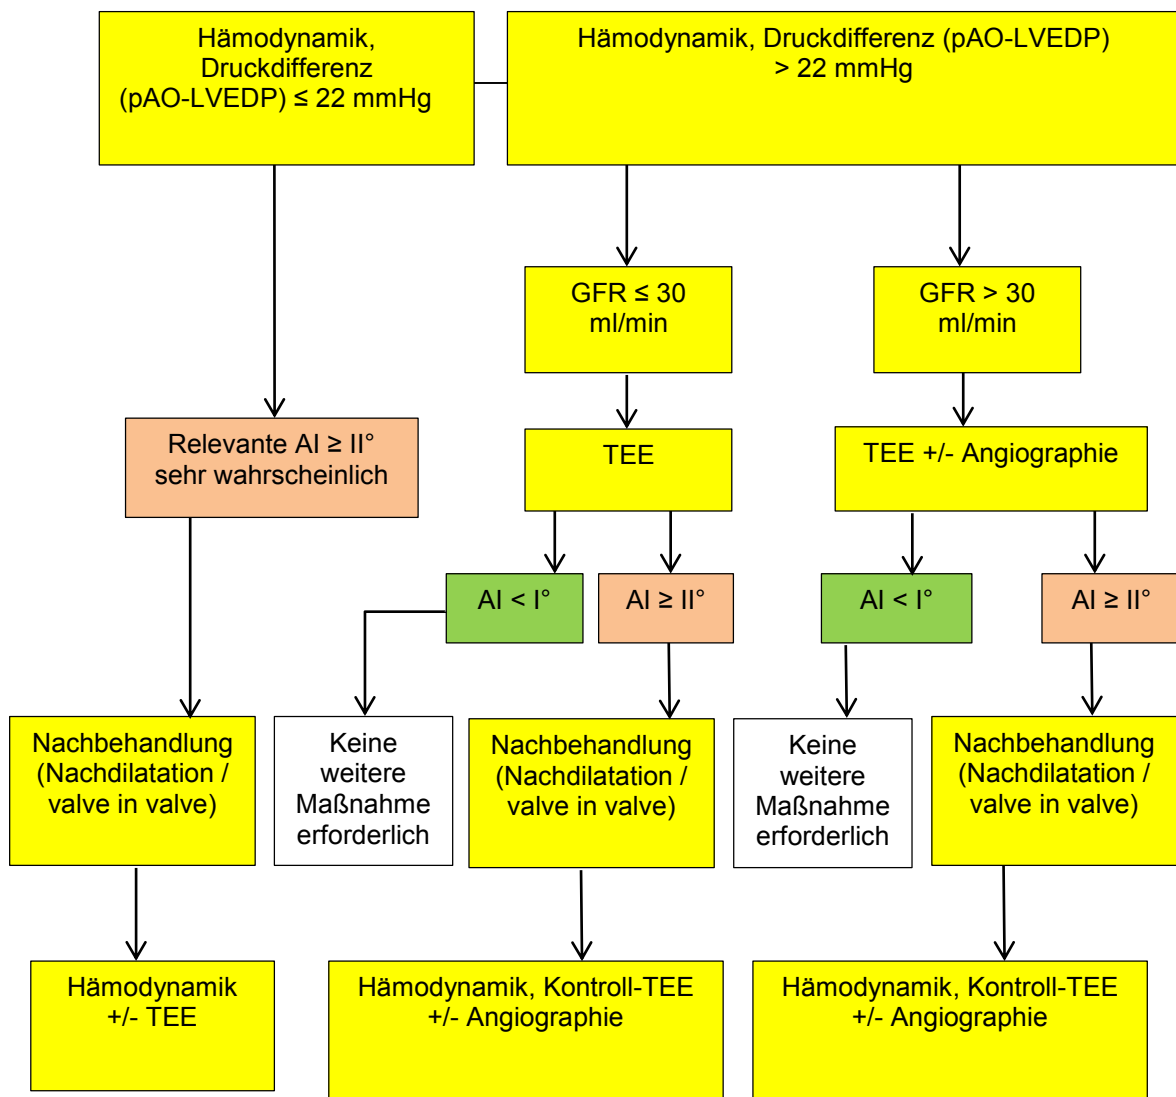 Hämodynamik,
Druckdifferenz
(pAO-LVEDP) ≤ 22 mmHg
Hämodynamik, Druckdifferenz (pAO-LVEDP)
> 22 mmHg
GFR ≤ 30
ml/min
GFR > 30
ml/min
Relevante AI ≥ II°
sehr wahrscheinlich
TEE
TEE +/- Angiographie
AI < I°
AI ≥ II°
AI < I°
AI ≥ II°
Nachbehandlung
(Nachdilatation /
valve in valve)
Keine
weitere
Maßnahme
erforderlich
Nachbehandlung
(Nachdilatation /
valve in valve)
Keine
weitere
Maßnahme
erforderlich
Nachbehandlung
(Nachdilatation /
valve in valve)
Hämodynamik
+/- TEE
Hämodynamik, Kontroll-TEE
+/- Angiographie
Hämodynamik, Kontroll-TEE
+/- Angiographie